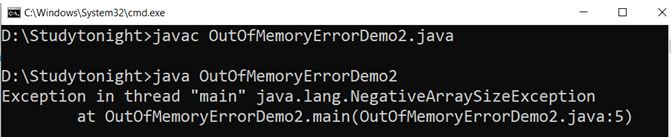 C:\Windows\System32\cmd.exe
D:\Studytonight>javac OutOfMemoryErrorDemo2.java
D:\Studytonight>java OutOfMemoryErrorDemo2
Exception in thread "main" java.lang.NegativeArraySizeException
        at OutOfMemoryErrorDemo2.main(OutOfMemoryErrorDemo2.java:5)